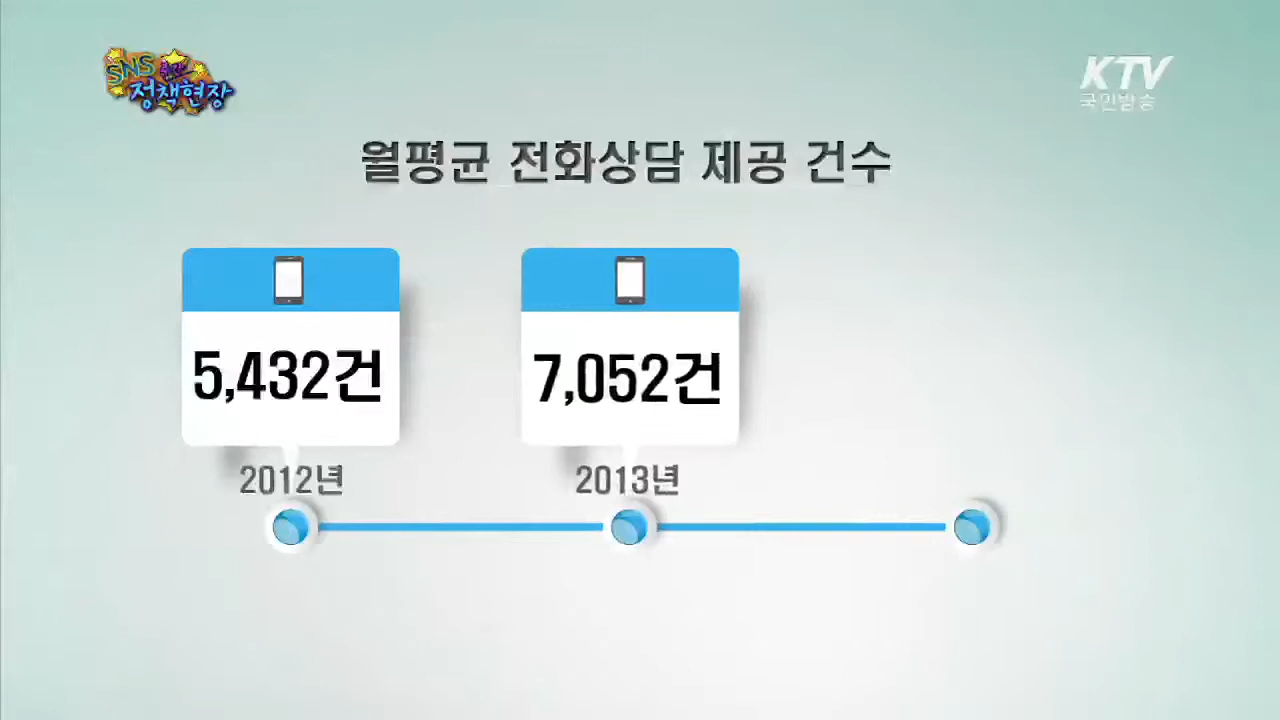 SNS 현장
정책현장
KTV
국민방송
월평균 전화상담 제공 건수
5,432건
7,052건
2012년
2013년